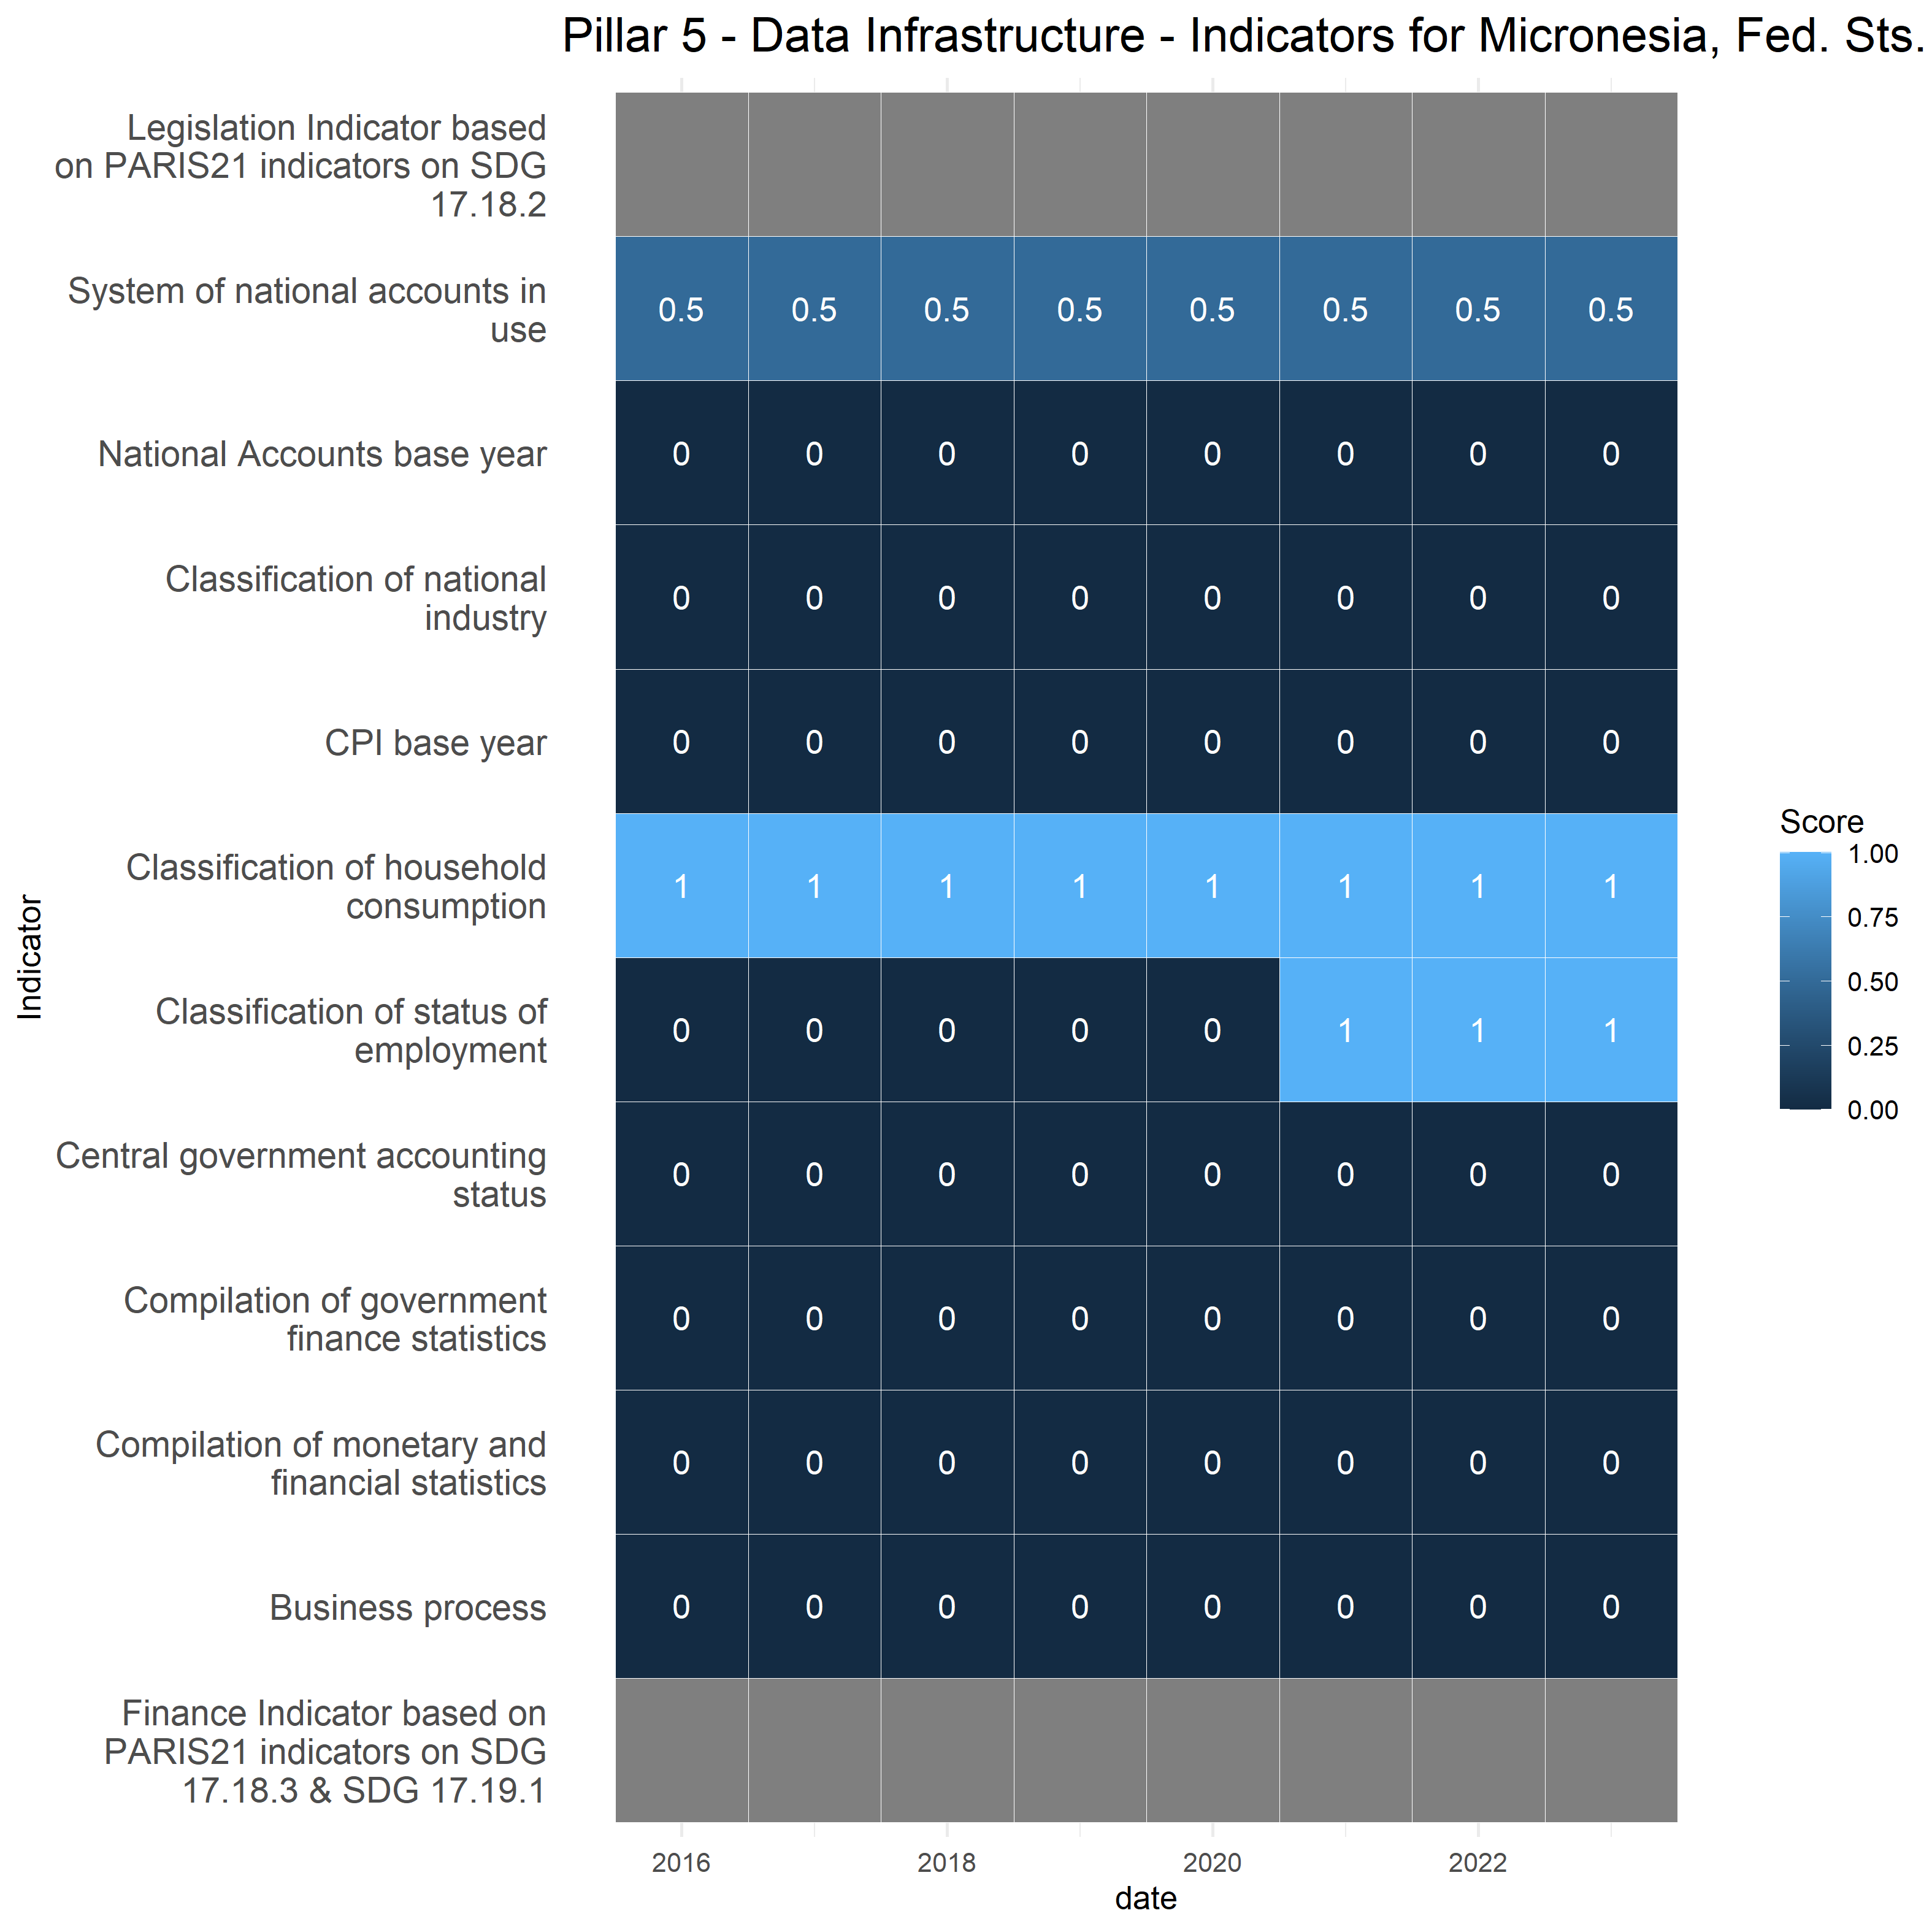 Pillar 5 - Data Infrastructure - Indicators for Micronesia, Fed. Sts.
Legislation Indicator based
on PARIS21 indicators on SDG
17.18.2
System of national accounts in
use
0.5 0.5 0.5 0.5 0.5 0.5 0.5 0.5
National Accounts base year
0 0 0 0 0 0 0 0
Classification of national
industry
0 0 0 0 0 0 0 0
CPI base year
0 0 0 0 0 0 0 0
Classification of household
consumption
1 1 1 1 1 1 1 1
Classification of status of
employment
0 0 0 0 0 1 1 1
Central government accounting
status
0 0 0 0 0 0 0 0
Compilation of government
finance statistics
0 0 0 0 0 0 0 0
Compilation of monetary and
financial statistics
0 0 0 0 0 0 0 0
Business process
0 0 0 0 0 0 0 0
Finance Indicator based on
PARIS21 indicators on SDG
17.18.3 & SDG 17.19.1
2016 2018 2020 2022
date
Indicator
Score
1.00
0.75
0.50
0.25
0.00